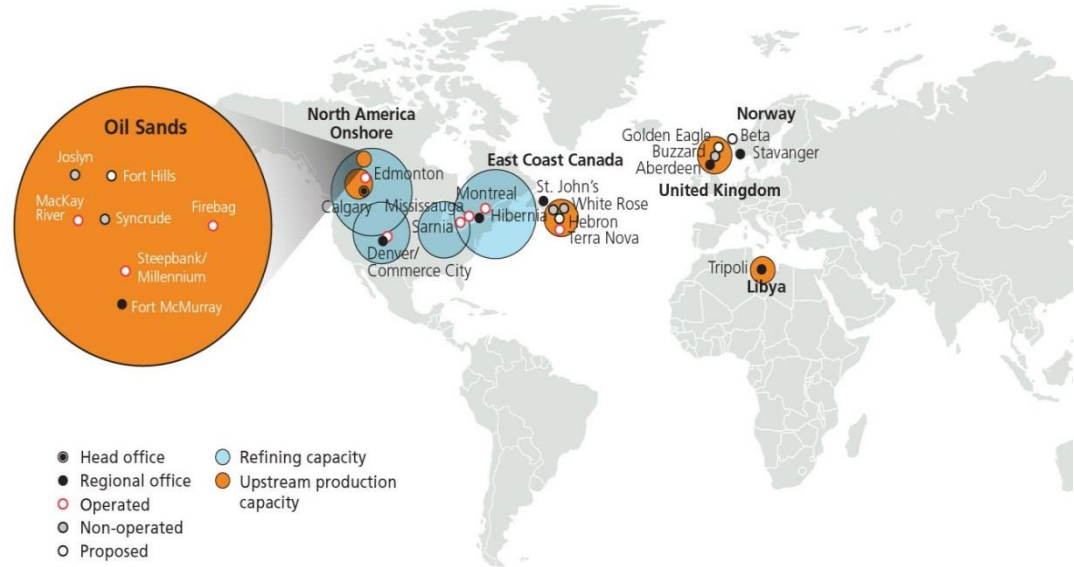 Oil Sands
Joslyn
Fort Hills
MacKay
River
Syncrude
Firebag
Steepbank/
Millennium
Fort McMurray
North America
Onshore
Edmonton
Calgary
Mississauga
Montreal
Sarnia
Hibernia
Denver/
Commerce City
East Coast Canada
St. John's
White Rose
Hebron
Terra Nova
Norway
Golden Eagle
Beta
Buzzard
Stavanger
Aberdeen
United Kingdom
Tripoli
Libya
Head office
Regional office
Operated
Non-operated
Proposed
Refining capacity
Upstream production
capacity